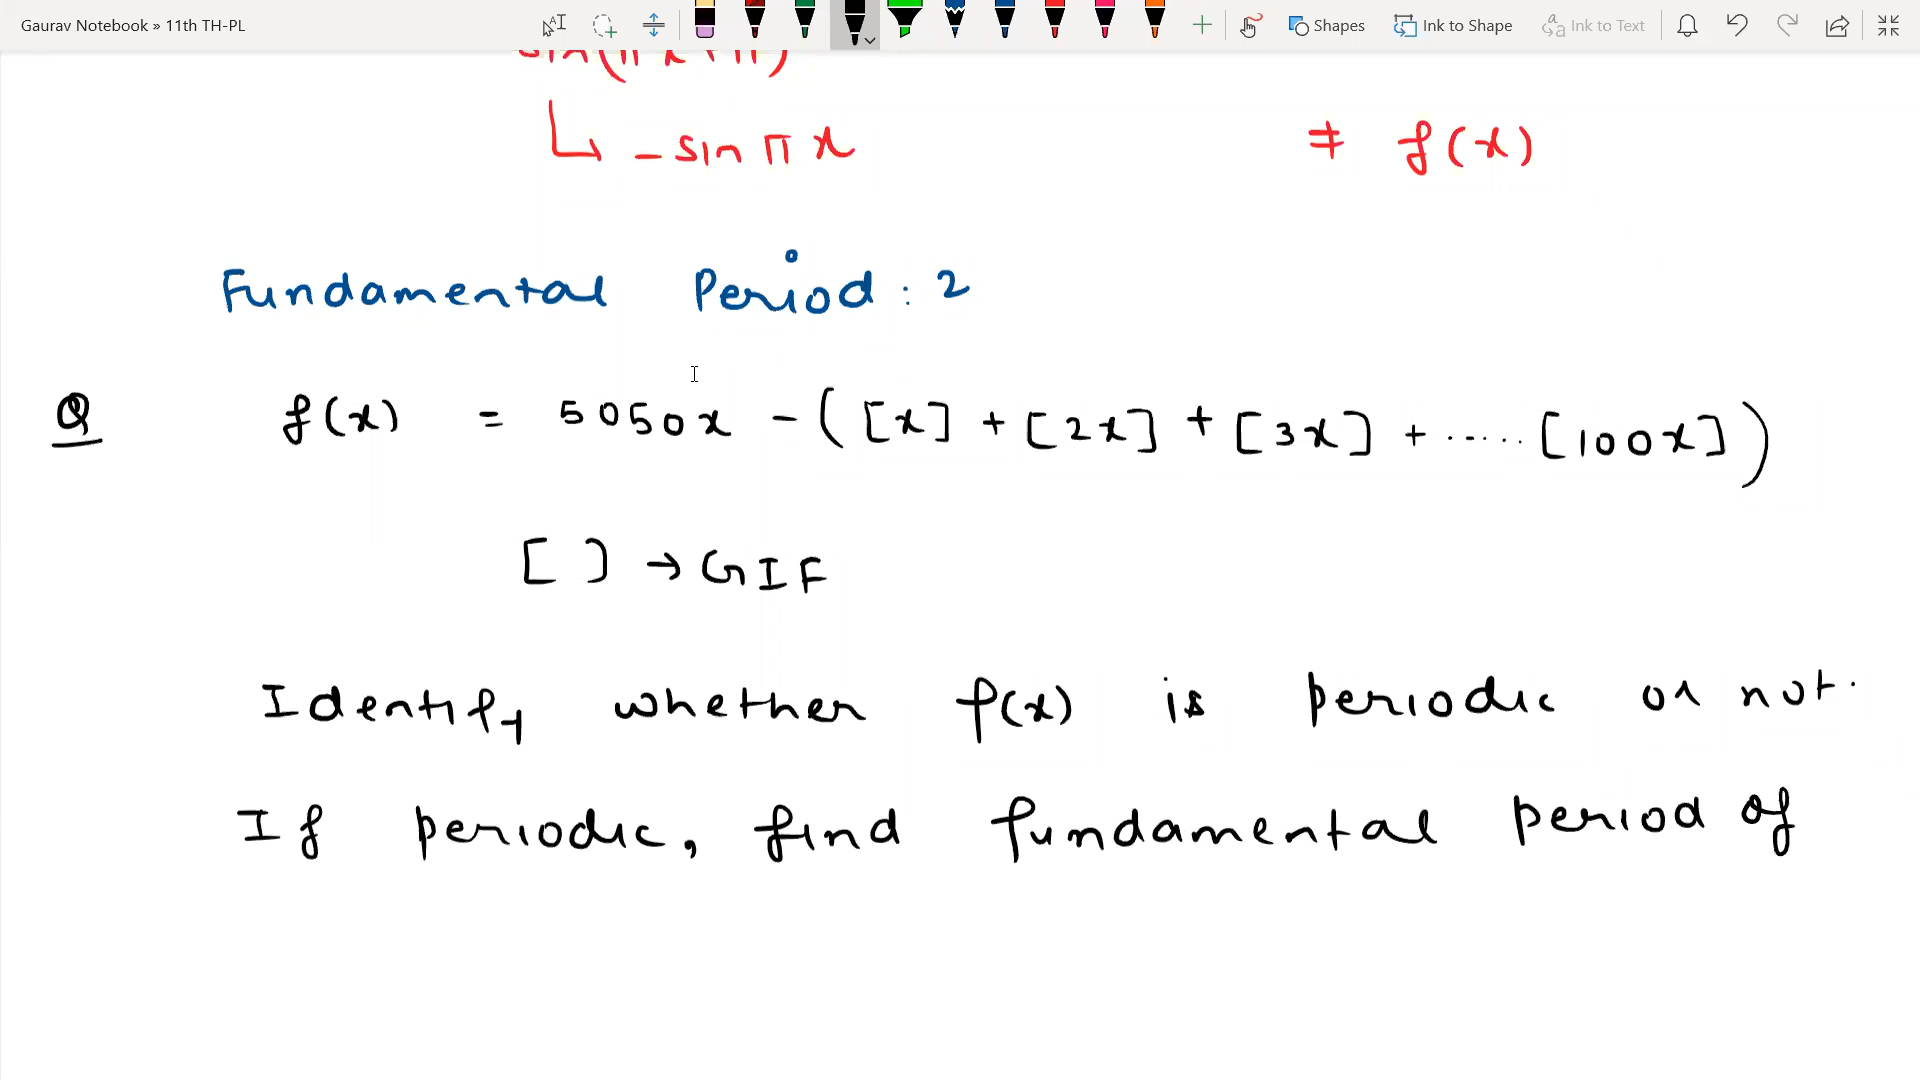 Gaurav Notebook » 11th TH-PL
Shapes
Ink to Shape
Ink to Text
sin(πx+π)
↳ - sin π x ≠ f(x)
Fundamental Period : 2
Q f(x) = 5050x - ([x] + [2x] + [3x] + ..... [100x])
[ ] → GIF
Identify whether f(x) is periodic or not.
If periodic, find fundamental period of